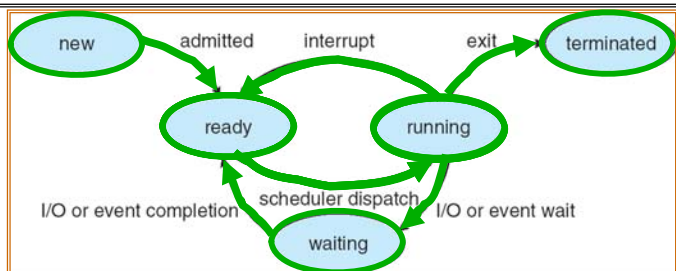 new
admitted
interrupt
exit
terminated
ready
running
scheduler dispatch
I/O or event completion
I/O or event wait
waiting